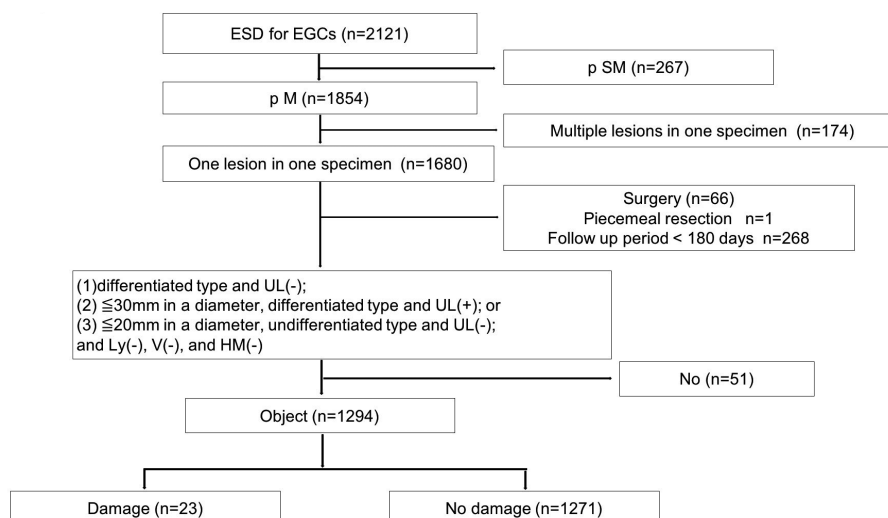 ESD for EGCs (n=2121)
p SM (n=267)
p M (n=1854)
Multiple lesions in one specimen (n=174)
One lesion in one specimen (n=1680)
Surgery (n=66)
Piecemeal resection n=1
Follow up period < 180 days n=268
(1)differentiated type and UL(-);
(2) ≦30mm in a diameter, differentiated type and UL(+); or
(3) ≦20mm in a diameter, undifferentiated type and UL(-);
and Ly(-), V(-), and HM(-)
No (n=51)
Object (n=1294)
Damage (n=23)
No damage (n=1271)